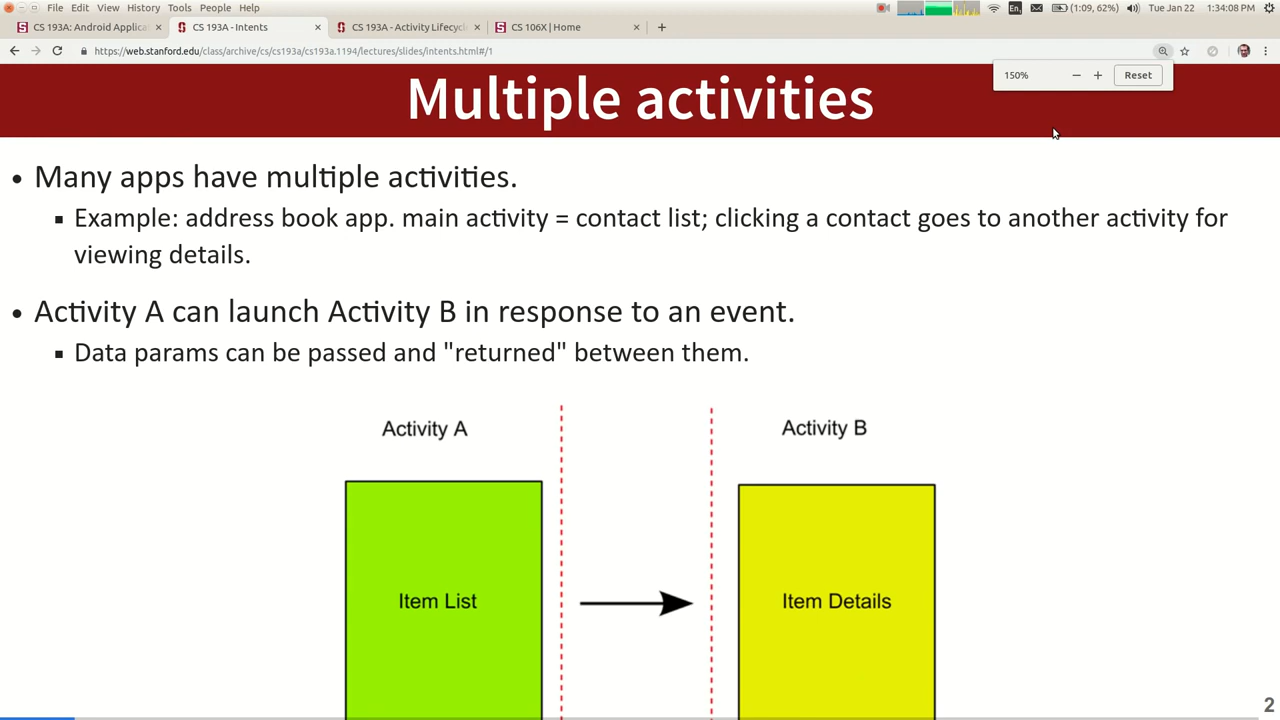 File Edit View History Tools People Help
En, (1:09, 62%) Tue Jan 22 1:34:08 PM
CS 193A: Android Applica × CS 193A - Intents × CS 193A - Activity Lifecyc × CS 106X | Home × +
https://web.stanford.edu/class/archive/cs/cs193a/cs193a.1194/lectures/slides/intents.html#/1
150% − + Reset
Multiple activities
• Many apps have multiple activities.
▪ Example: address book app. main activity = contact list; clicking a contact goes to another activity for
viewing details.
• Activity A can launch Activity B in response to an event.
▪ Data params can be passed and "returned" between them.
Activity A Activity B
Item List Item Details
2